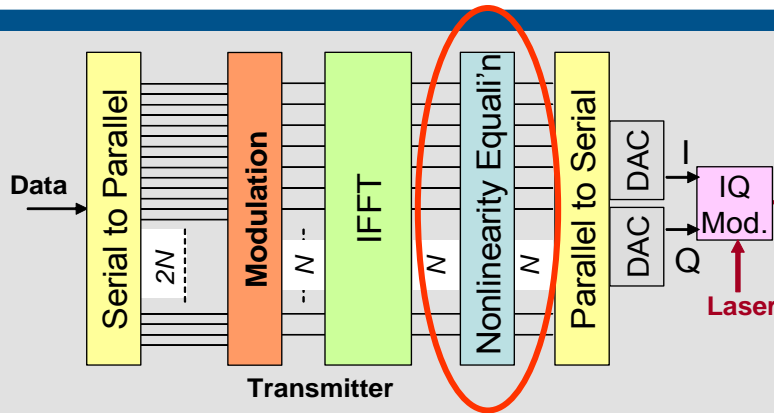 Data
Serial to Parallel
2N
Modulation
N
IFFT
N
Nonlinearity Equali'n
N
Parallel to Serial
DAC
I
DAC
Q
IQ
Mod.
Laser
Transmitter